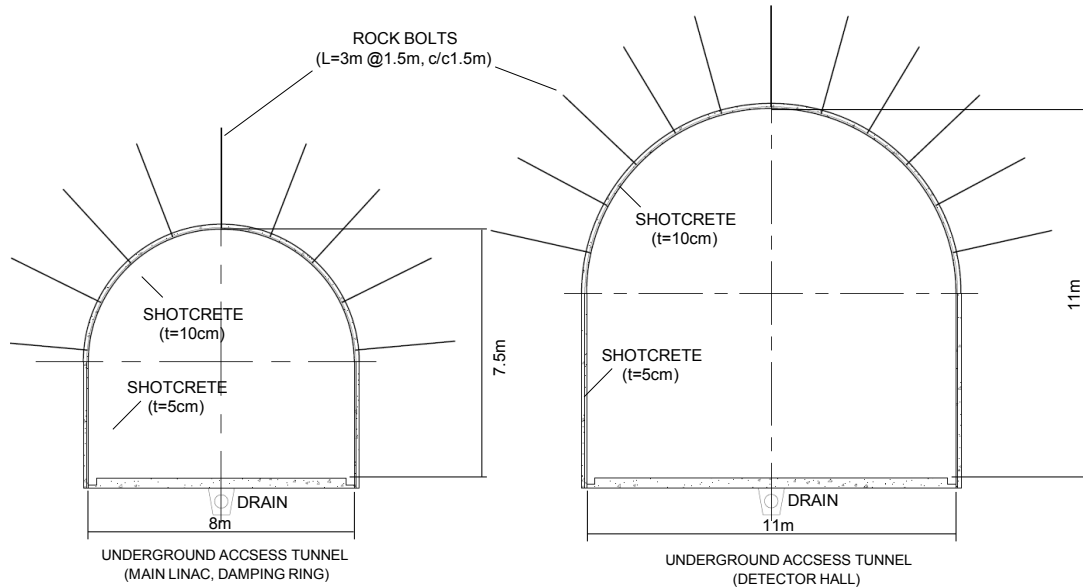 ROCK BOLTS
(L=3m @1.5m, c/c1.5m)
SHOTCRETE
(t=10cm)
SHOTCRETE
(t=5cm)
7.5m
DRAIN
8m
UNDERGROUND ACCSESS TUNNEL
(MAIN LINAC, DAMPING RING)
SHOTCRETE
(t=10cm)
SHOTCRETE
(t=5cm)
11m
DRAIN
11m
UNDERGROUND ACCSESS TUNNEL
(DETECTOR HALL)